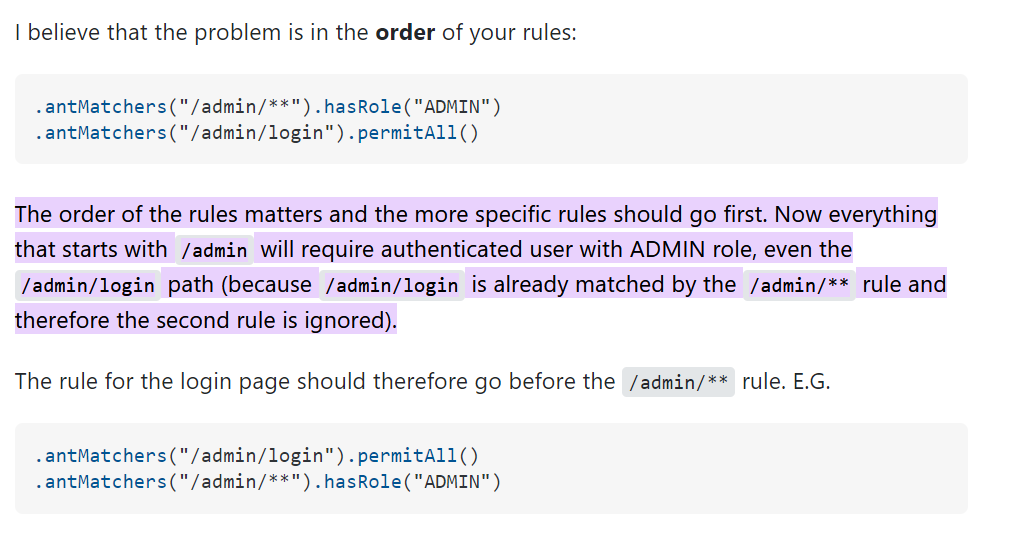 I believe that the problem is in the order of your rules:
.antMatchers("/admin/**").hasRole("ADMIN")
.antMatchers("/admin/login").permitAll()
The order of the rules matters and the more specific rules should go first. Now everything
that starts with /admin will require authenticated user with ADMIN role, even the
/admin/login path (because /admin/login is already matched by the /admin/** rule and
therefore the second rule is ignored).
The rule for the login page should therefore go before the /admin/** rule. E.G.
.antMatchers("/admin/login").permitAll()
.antMatchers("/admin/**").hasRole("ADMIN")